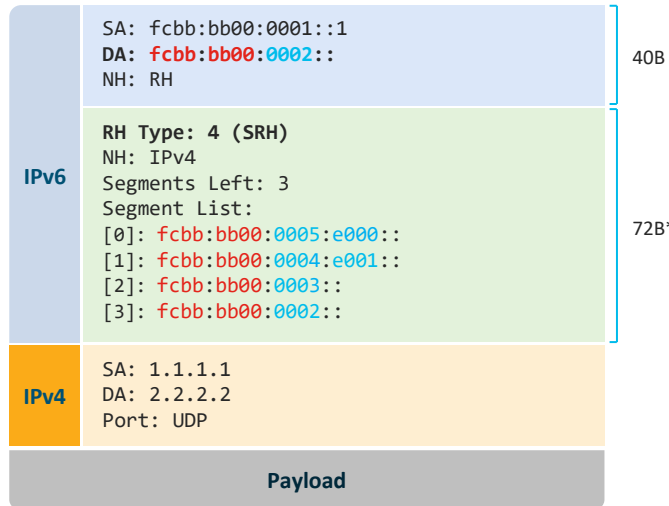 SA: fcbb:bb00:0001::1
DA: fcbb:bb00:0002::
NH: RH
40B
IPv6
RH Type: 4 (SRH)
NH: IPv4
Segments Left: 3
Segment List:
[0]: fcbb:bb00:0005:e000::
[1]: fcbb:bb00:0004:e001::
[2]: fcbb:bb00:0003::
[3]: fcbb:bb00:0002::
72B*
IPv4
SA: 1.1.1.1
DA: 2.2.2.2
Port: UDP
Payload